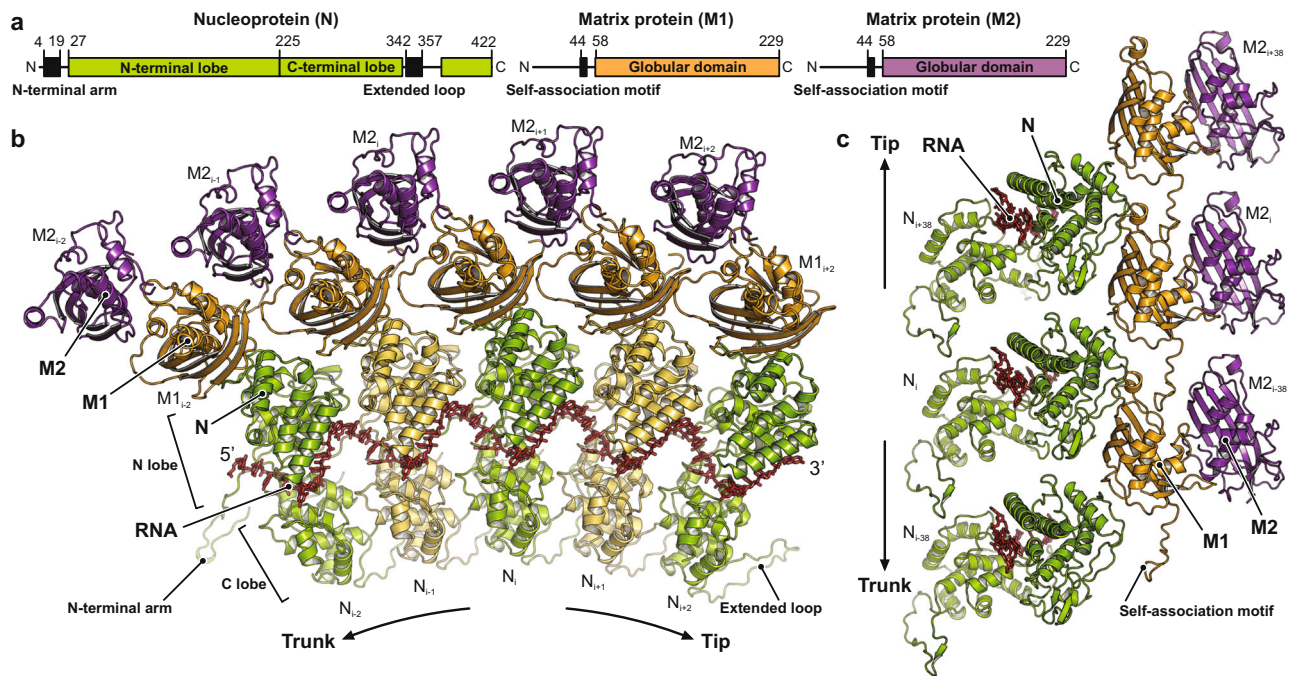 a
Nucleoprotein (N)
Matrix protein (M1)
Matrix protein (M2)
4 19 27 225 342 357 422
44 58 229
44 58 229
N N-terminal lobe C-terminal lobe C
N Globular domain C
N Globular domain C
N-terminal arm
Extended loop
Self-association motif
Self-association motif
b
M2i-2
M2i-1
M2i
M2i+1
M2i+2
M1i+2
M2
M1
M1i-2
N
N lobe
5’
3’
RNA
C lobe
N-terminal arm
Ni-2
Ni-1
Ni
Ni+1
Ni+2
Extended loop
Trunk
Tip
c
Tip
RNA
N
M2i+38
Ni+38
M2i
Ni
M2i-38
Ni-38
M1
M2
Trunk
Self-association motif